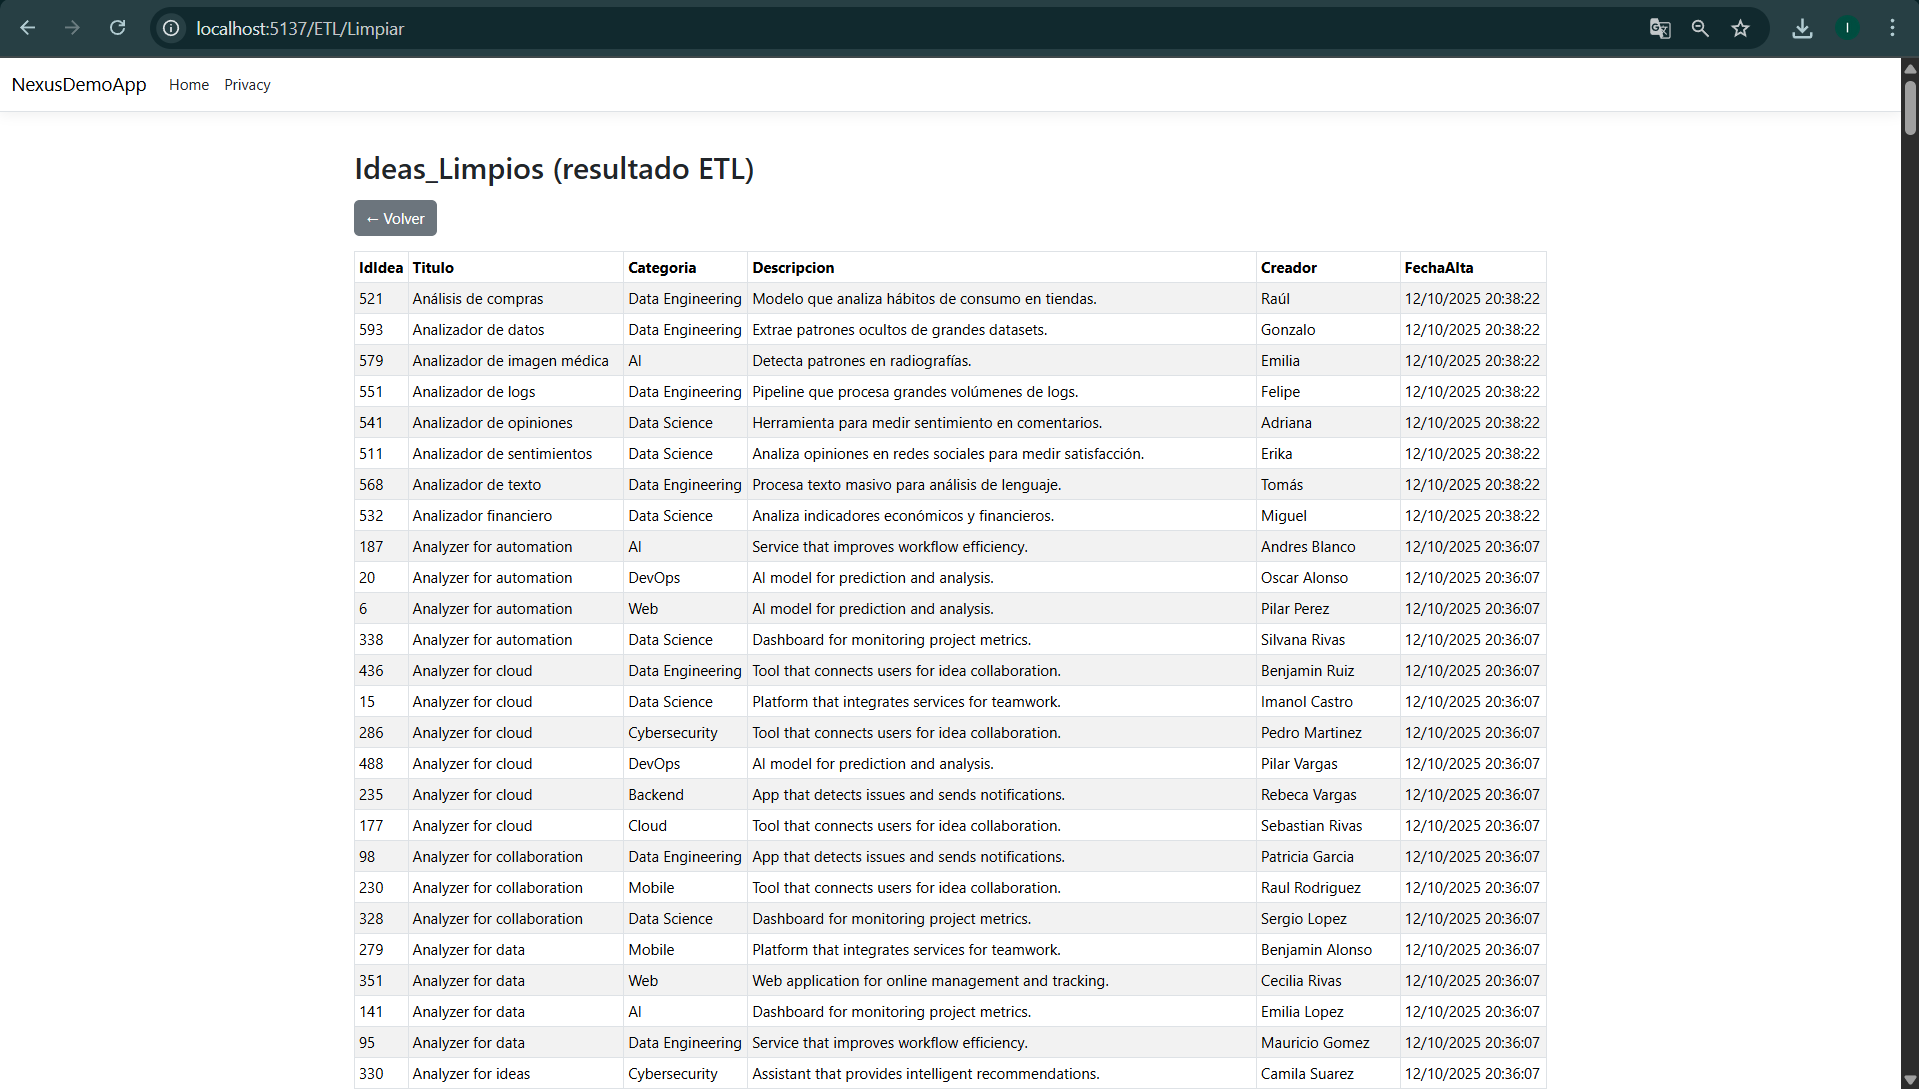 localhost:5137/ETL/Limpiar
I
NexusDemoApp Home Privacy
Ideas_Limpios (resultado ETL)
← Volver
IdIdea Titulo Categoria Descripcion Creador FechaAlta
521 Análisis de compras Data Engineering Modelo que analiza hábitos de consumo en tiendas. Raúl 12/10/2025 20:38:22
593 Analizador de datos Data Engineering Extrae patrones ocultos de grandes datasets. Gonzalo 12/10/2025 20:38:22
579 Analizador de imagen médica AI Detecta patrones en radiografías. Emilia 12/10/2025 20:38:22
551 Analizador de logs Data Engineering Pipeline que procesa grandes volúmenes de logs. Felipe 12/10/2025 20:38:22
541 Analizador de opiniones Data Science Herramienta para medir sentimiento en comentarios. Adriana 12/10/2025 20:38:22
511 Analizador de sentimientos Data Science Analiza opiniones en redes sociales para medir satisfacción. Erika 12/10/2025 20:38:22
568 Analizador de texto Data Engineering Procesa texto masivo para análisis de lenguaje. Tomás 12/10/2025 20:38:22
532 Analizador financiero Data Science Analiza indicadores económicos y financieros. Miguel 12/10/2025 20:38:22
187 Analyzer for automation AI Service that improves workflow efficiency. Andres Blanco 12/10/2025 20:36:07
20 Analyzer for automation DevOps AI model for prediction and analysis. Oscar Alonso 12/10/2025 20:36:07
6 Analyzer for automation Web AI model for prediction and analysis. Pilar Perez 12/10/2025 20:36:07
338 Analyzer for automation Data Science Dashboard for monitoring project metrics. Silvana Rivas 12/10/2025 20:36:07
436 Analyzer for cloud Data Engineering Tool that connects users for idea collaboration. Benjamin Ruiz 12/10/2025 20:36:07
15 Analyzer for cloud Data Science Platform that integrates services for teamwork. Imanol Castro 12/10/2025 20:36:07
286 Analyzer for cloud Cybersecurity Tool that connects users for idea collaboration. Pedro Martinez 12/10/2025 20:36:07
488 Analyzer for cloud DevOps AI model for prediction and analysis. Pilar Vargas 12/10/2025 20:36:07
235 Analyzer for cloud Backend App that detects issues and sends notifications. Rebeca Vargas 12/10/2025 20:36:07
177 Analyzer for cloud Cloud Tool that connects users for idea collaboration. Sebastian Rivas 12/10/2025 20:36:07
98 Analyzer for collaboration Data Engineering App that detects issues and sends notifications. Patricia Garcia 12/10/2025 20:36:07
230 Analyzer for collaboration Mobile Tool that connects users for idea collaboration. Raul Rodriguez 12/10/2025 20:36:07
328 Analyzer for collaboration Data Science Dashboard for monitoring project metrics. Sergio Lopez 12/10/2025 20:36:07
279 Analyzer for data Mobile Platform that integrates services for teamwork. Benjamin Alonso 12/10/2025 20:36:07
351 Analyzer for data Web Web application for online management and tracking. Cecilia Rivas 12/10/2025 20:36:07
141 Analyzer for data AI Dashboard for monitoring project metrics. Emilia Lopez 12/10/2025 20:36:07
95 Analyzer for data Data Engineering Service that improves workflow efficiency. Mauricio Gomez 12/10/2025 20:36:07
330 Analyzer for ideas Cybersecurity Assistant that provides intelligent recommendations. Camila Suarez 12/10/2025 20:36:07